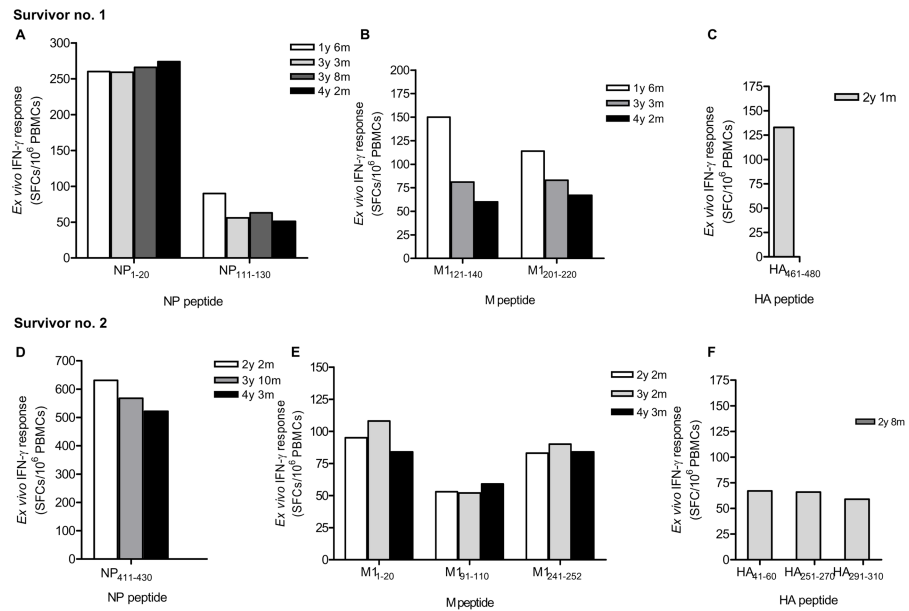 Survivor no. 1
A
Ex vivo IFN-γ response
(SFCs/10⁶ PBMCs)
300
250
200
150
100
50
0
NP₁₋₂₀
NP₁₁₁₋₁₃₀
NP peptide
1y 6m
3y 3m
3y 8m
4y 2m
B
Ex vivo IFN-γ response
(SFCs/10⁶ PBMCs)
200
175
150
125
100
75
50
25
0
M1₁₂₁₋₁₄₀
M1₂₀₁₋₂₂₀
M peptide
1y 6m
3y 3m
4y 2m
C
Ex vivo IFN-γ response
(SFC/10⁶ PBMCs)
175
150
125
100
75
50
25
0
HA₄₆₁₋₄₈₀
HA peptide
2y 1m
Survivor no. 2
D
Ex vivo IFN-γ response
(SFCs/10⁶ PBMCs)
700
600
500
400
300
200
100
0
NP₄₁₁₋₄₃₀
NP peptide
2y 2m
3y 10m
4y 3m
E
Ex vivo IFN-γ response
(SFCs/10⁶ PBMCs)
150
125
100
75
50
25
0
M1₁₋₂₀
M1₉₁₋₁₁₀
M1₂₄₁₋₂₅₂
M peptide
2y 2m
3y 2m
4y 3m
F
Ex vivo IFN-γ response
(SFCs/10⁶ PBMCs)
175
150
125
100
75
50
25
0
HA₄₁₋₆₀
HA₂₅₁₋₂₇₀
HA₂₉₁₋₃₁₀
HA peptide
2y 8m